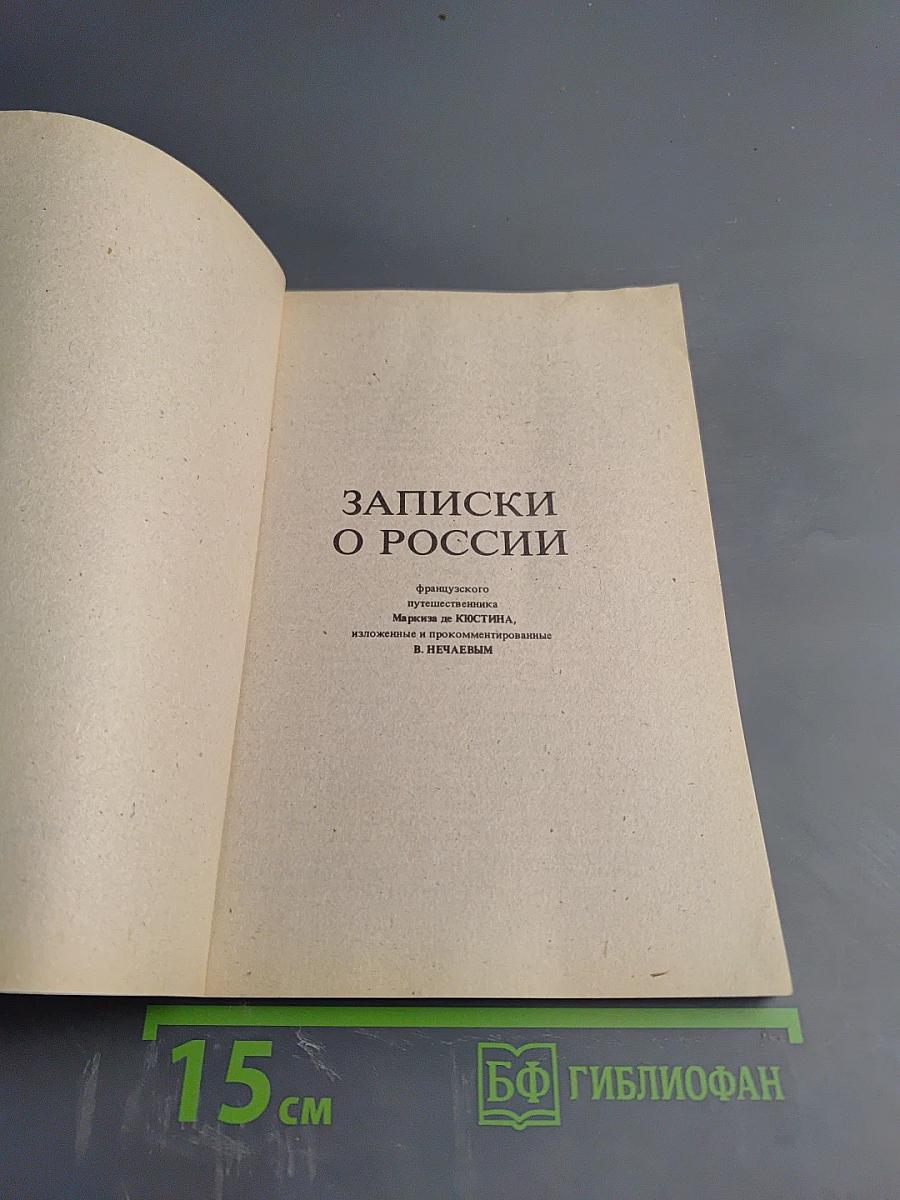 ЗАПИСКИ
О РОССИИ
французского
путешественника
Маркиза де КЮСТИНА,
изложенные и прокомментированные
В. НЕЧАЕВЫМ
15 см
БФ ГИБЛИОФАН